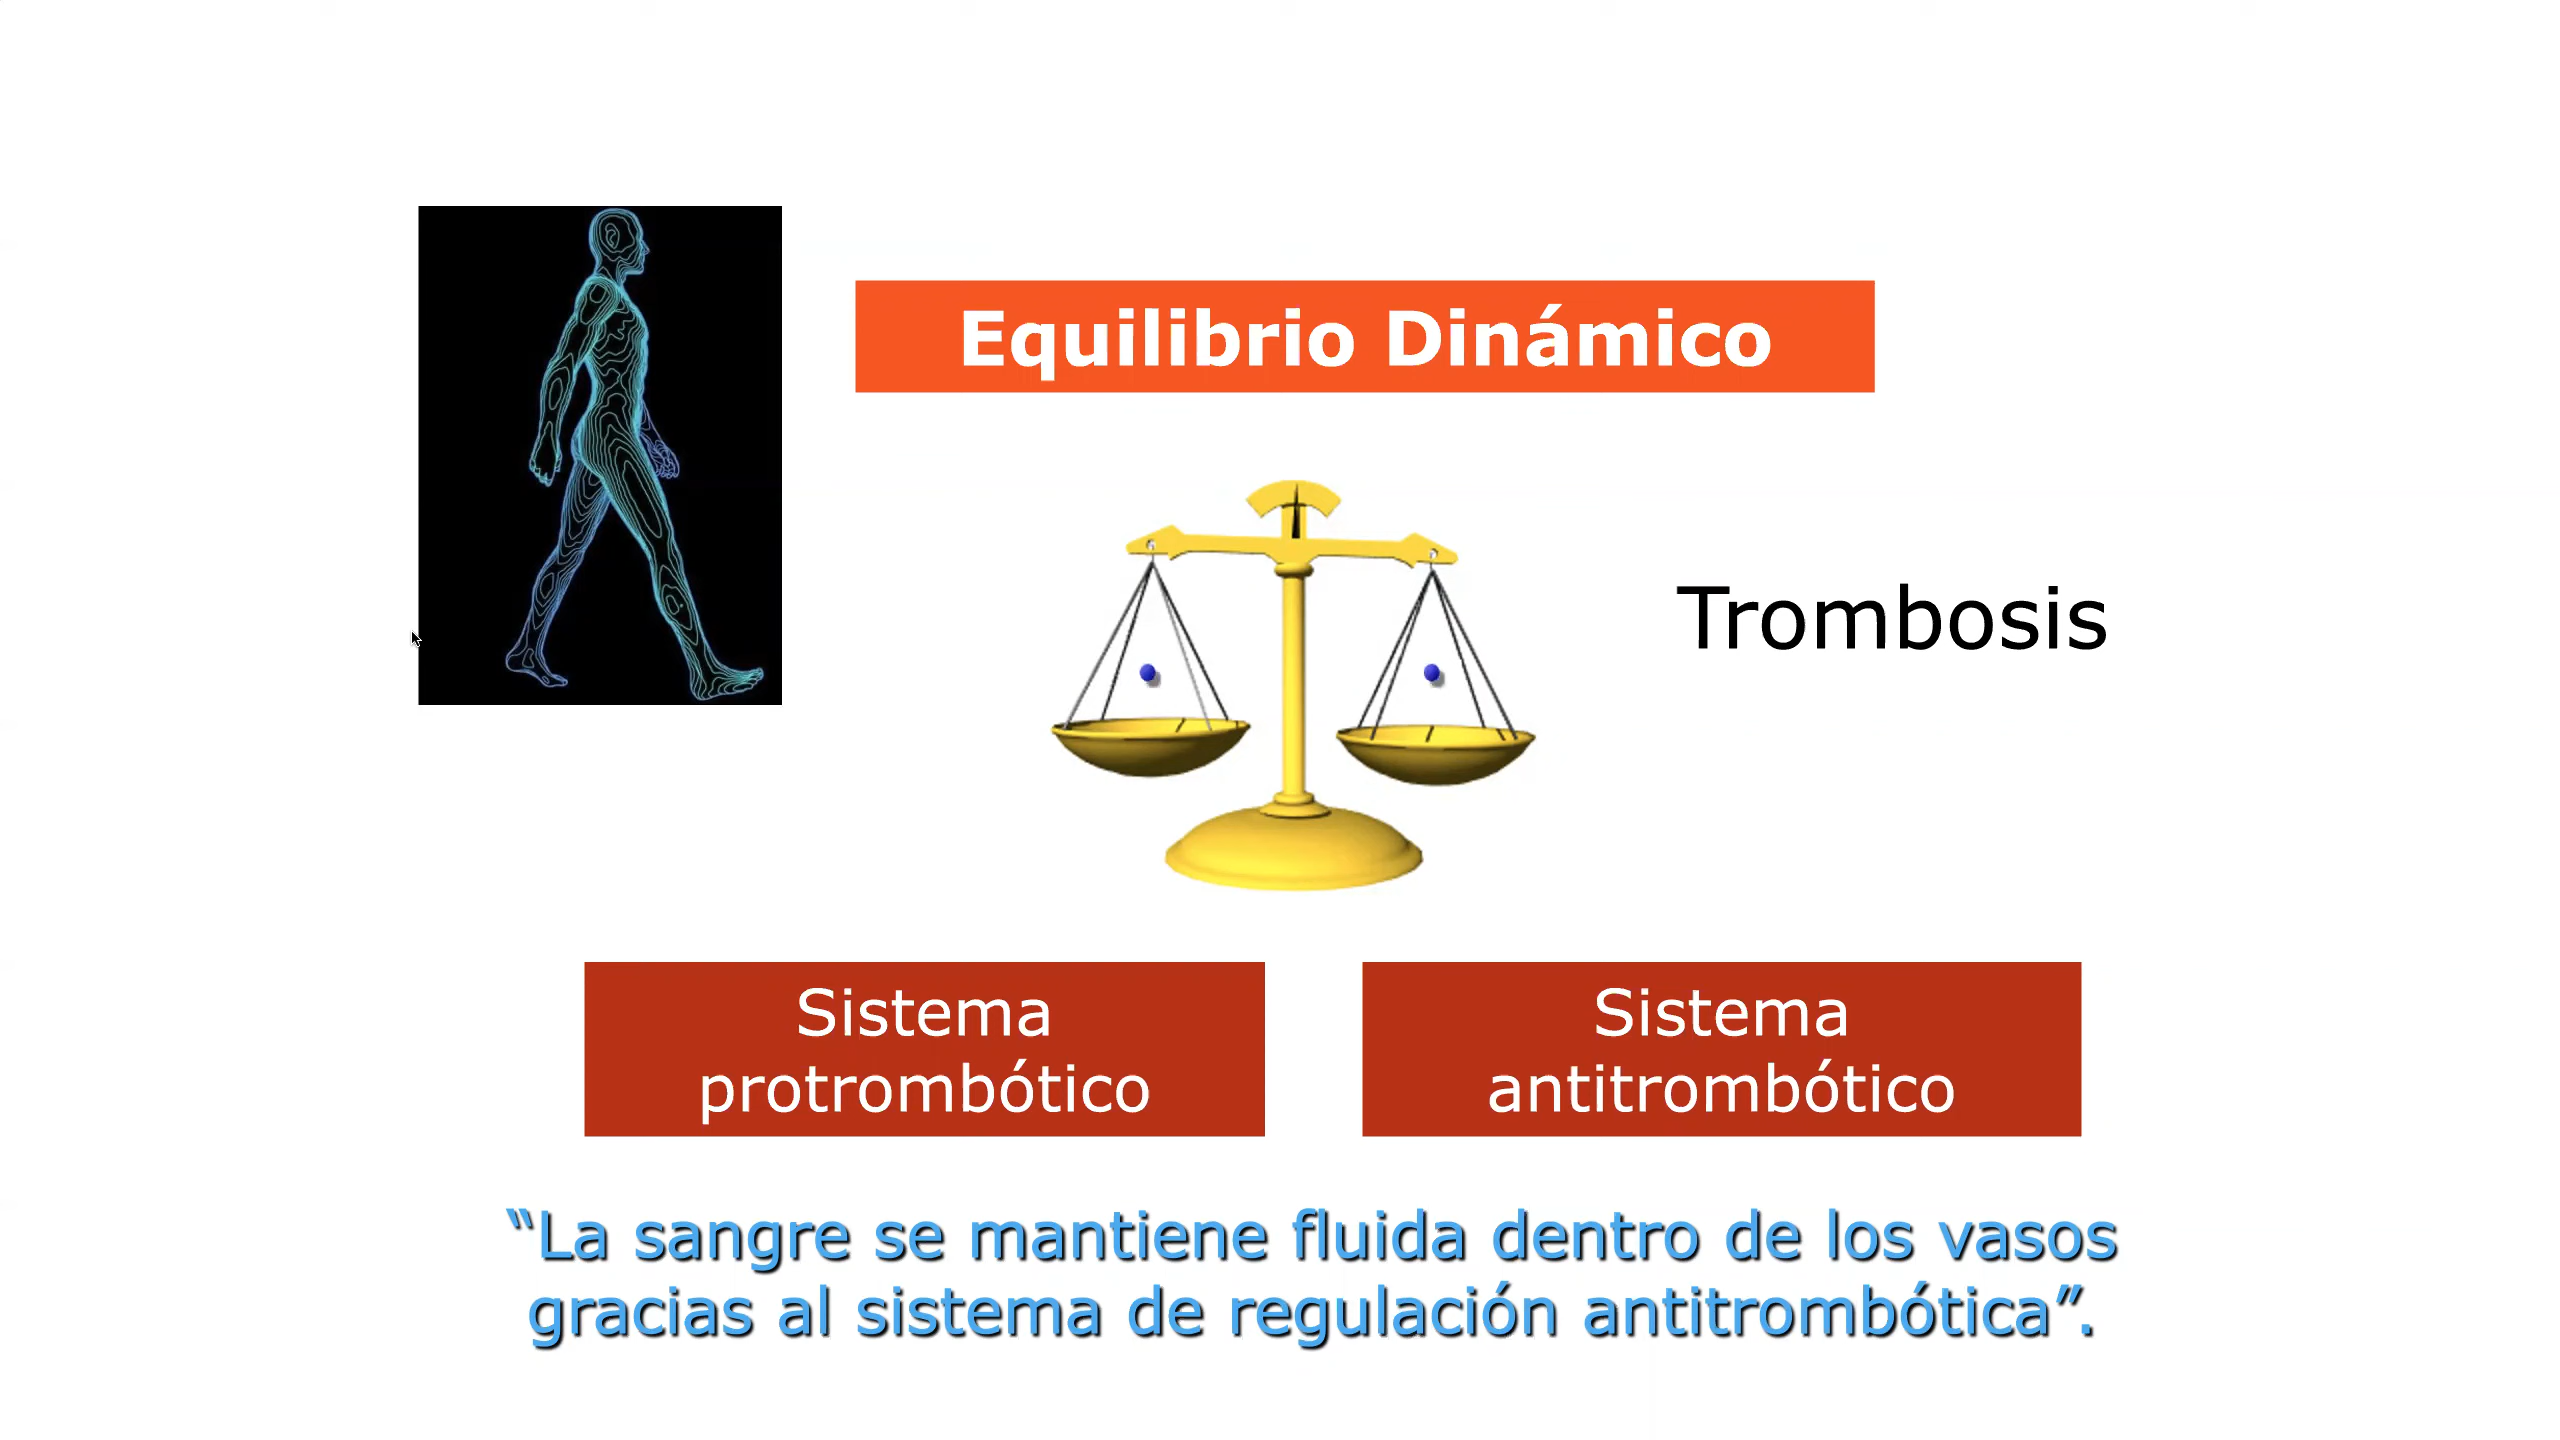 Equilibrio Dinámico
Trombosis
Sistema
protrombótico
Sistema
antitrombótico
“La sangre se mantiene fluida dentro de los vasos
gracias al sistema de regulación antitrombótica”.